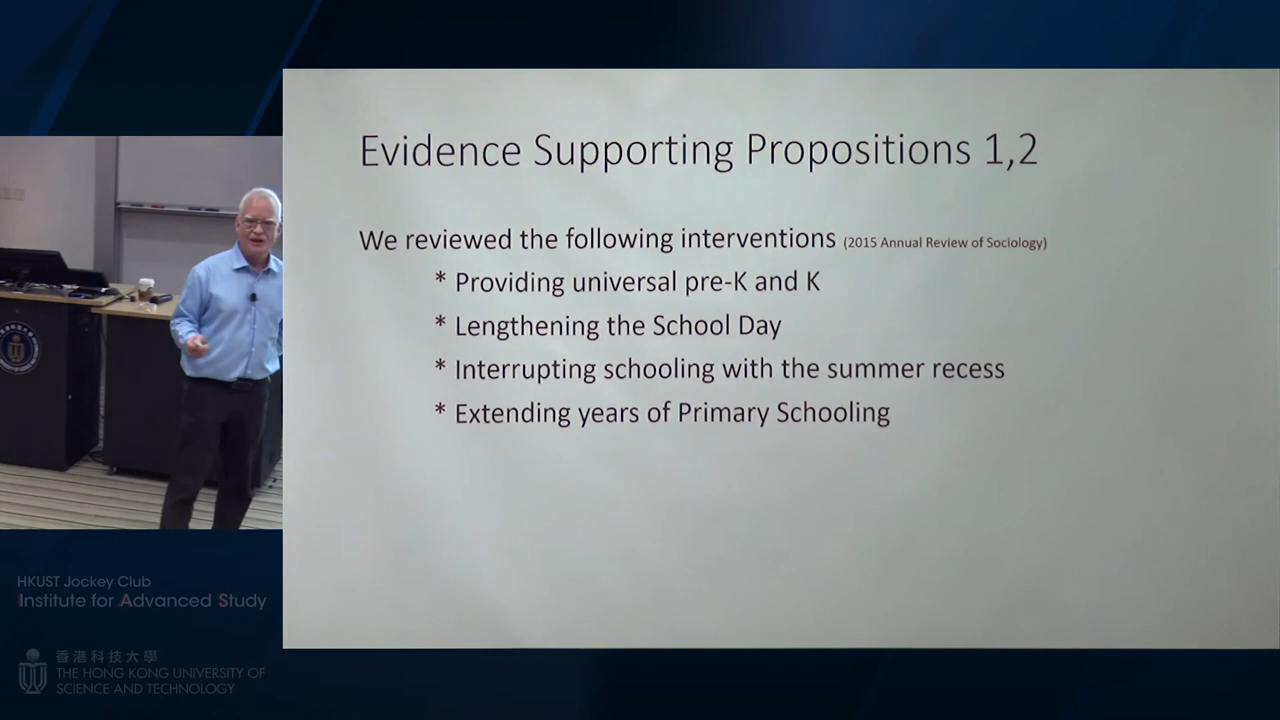 Evidence Supporting Propositions 1,2
We reviewed the following interventions (2015 Annual Review of Sociology)
* Providing universal pre-K and K
* Lengthening the School Day
* Interrupting schooling with the summer recess
* Extending years of Primary Schooling
HKUST Jockey Club
Institute for Advanced Study
香港科技大學
THE HONG KONG UNIVERSITY OF
SCIENCE AND TECHNOLOGY